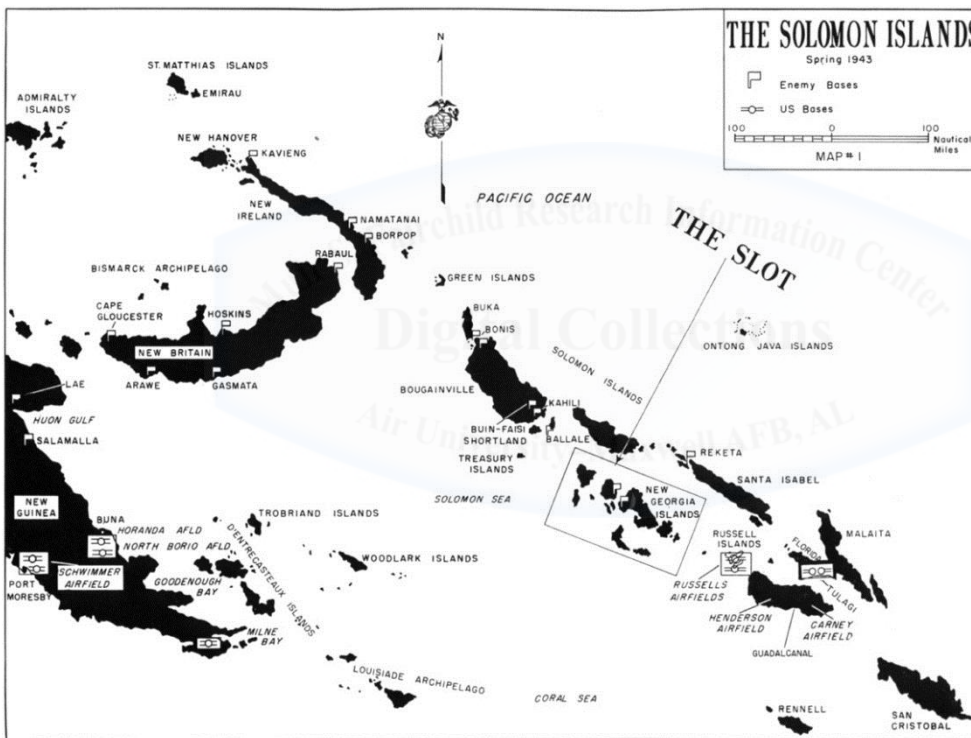 THE SOLOMON ISLANDS
Spring 1943
Enemy Bases
US Bases
100 0 100
Nautical Miles
MAP # 1
N
ST. MATTHIAS ISLANDS
EMIRAU
ADMIRALTY
ISLANDS
NEW HANOVER
KAVIENG
NEW
IRELAND
PACIFIC OCEAN
NAMATANAI
BORPOP
RABAUL
BISMARCK ARCHIPELAGO
GREEN ISLANDS
THE SLOT
CAPE
GLOUCESTER
HOSKINS
NEW BRITAIN
ARAWE
GASMATA
BUKA
BONIS
ONTONG JAVA ISLANDS
SOLOMON ISLANDS
BOUGAINVILLE
KAHILI
BUIN-FAISI
SHORTLAND
BALLALE
TREASURY
ISLANDS
LAE
HUON GULF
SALAMALLA
REKETA
SANTA ISABEL
NEW
GEORGIA
ISLANDS
SOLOMON SEA
NEW
GUINEA
BUNA
HORANDA AFLD
NORTH BORIO AFLD
TROBRIAND ISLANDS
D'ENTRECASTEAUX ISLANDS
WOODLARK ISLANDS
RUSSELL
ISLANDS
FLORIDA
MALAITA
SCHWIMMER
AIRFIELD
PORT
MORESBY
GOODENOUGH
BAY
RUSSELLS
AIRFIELDS
TULAGI
HENDERSON
AIRFIELD
CARNEY
AIRFIELD
GUADALCANAL
MILNE
BAY
LOUISIADE ARCHIPELAGO
CORAL SEA
RENNELL
SAN
CRISTOBAL
Fairchild Research Information Center
Digital Collections
Air University, Maxwell AFB, AL